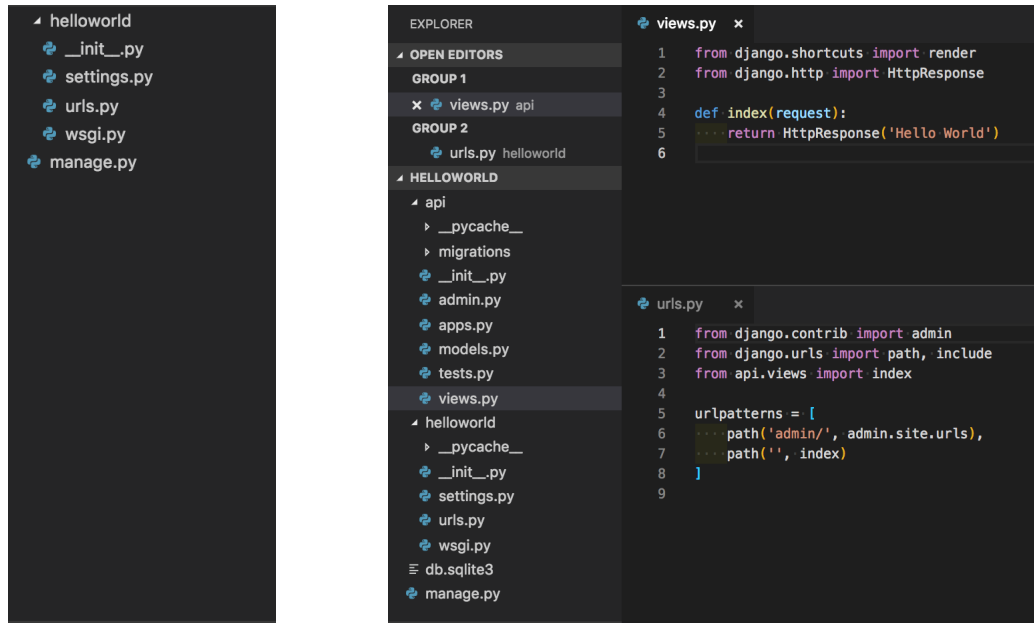 helloworld
__init__.py
settings.py
urls.py
wsgi.py
manage.py
EXPLORER
OPEN EDITORS
GROUP 1
views.py api
GROUP 2
urls.py helloworld
HELLOWORLD
api
__pycache__
migrations
__init__.py
admin.py
apps.py
models.py
tests.py
views.py
helloworld
__pycache__
__init__.py
settings.py
urls.py
wsgi.py
db.sqlite3
manage.py
views.py ×
1 from django.shortcuts import render
2 from django.http import HttpResponse
3
4 def index(request):
5     return HttpResponse('Hello World')
6
urls.py ×
1 from django.contrib import admin
2 from django.urls import path, include
3 from api.views import index
4
5 urlpatterns = [
6     path('admin/', admin.site.urls),
7     path('', index)
8 ]
9